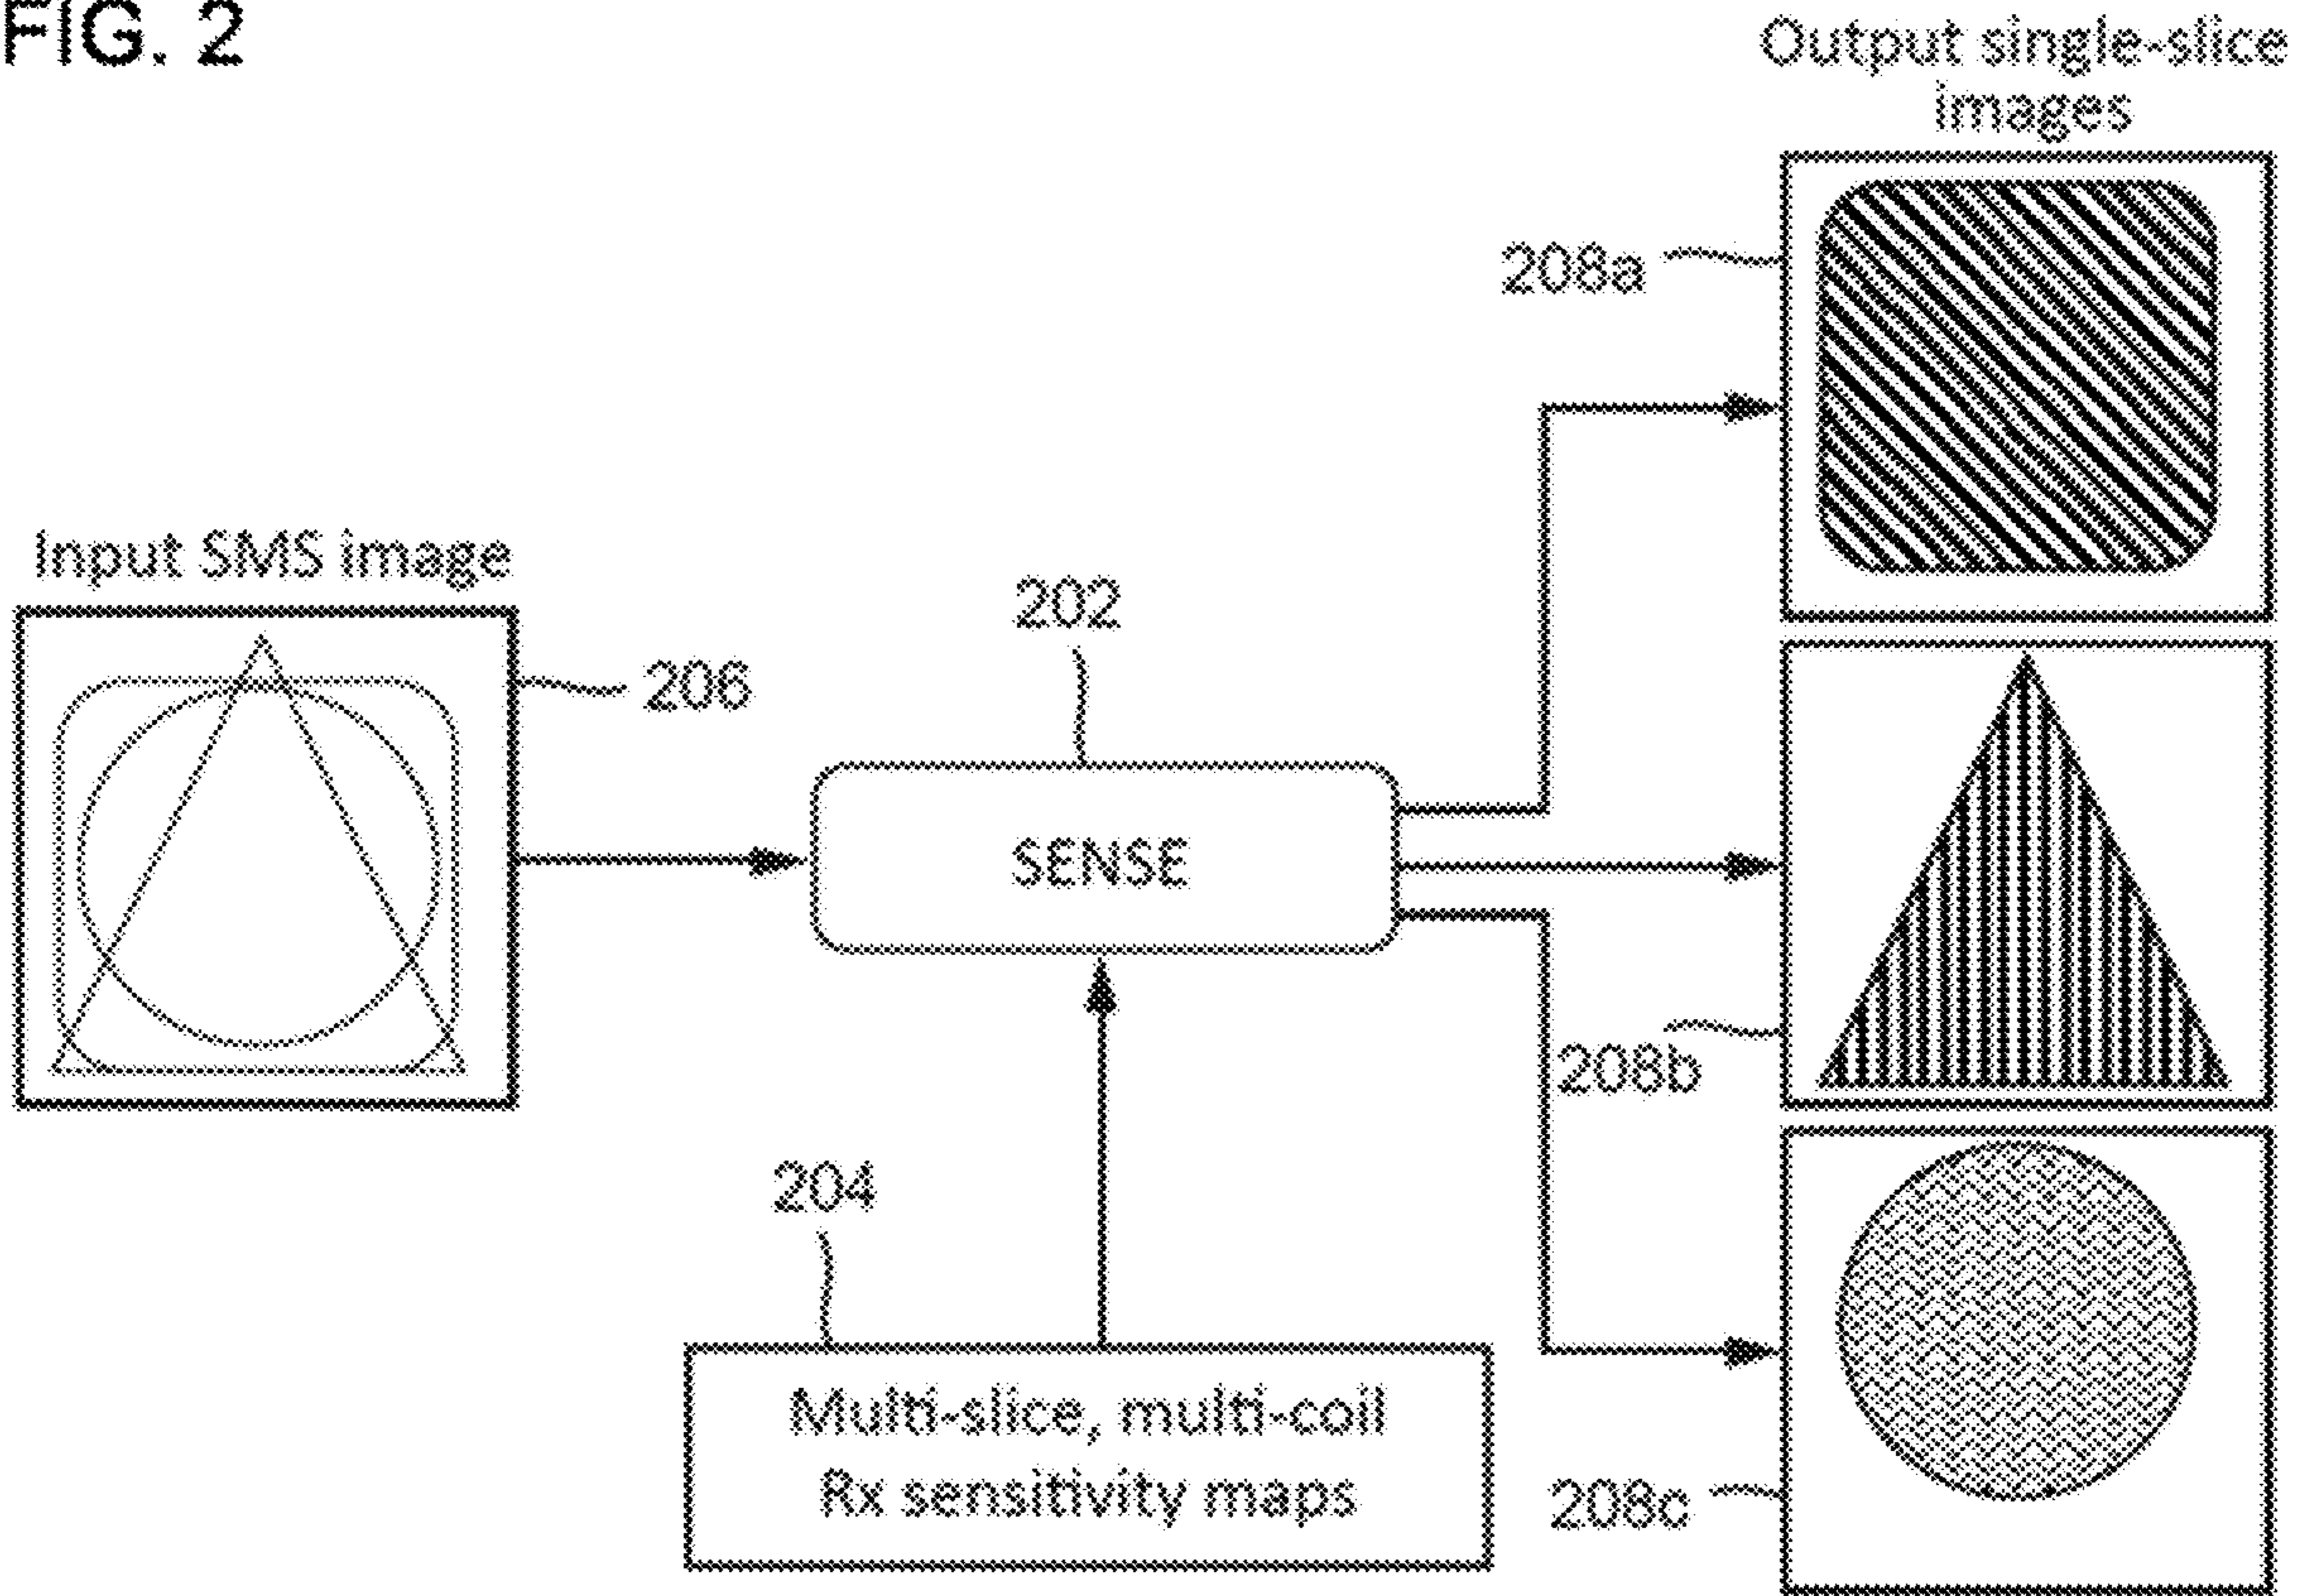 FIG. 2
Output single-slice
images
208a
Input SMS image
202
206
SENSE
208b
204
Multi-slice, multi-coil
Rx sensitivity maps
208c